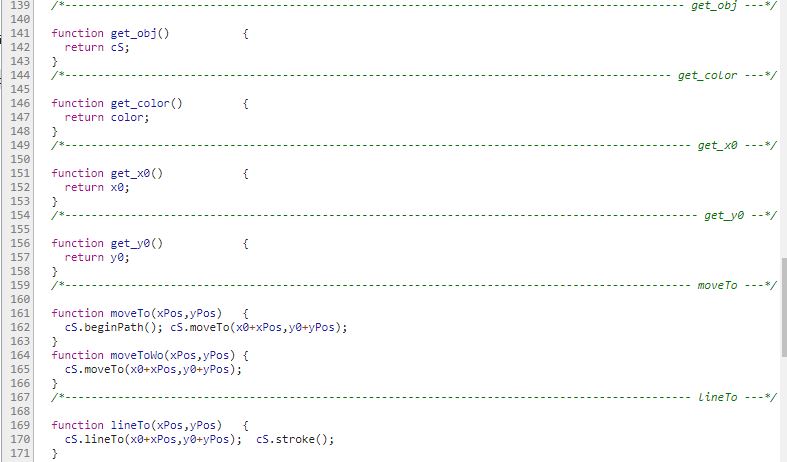 139 /*---------------------------------------------------------------------------------------------- get_obj ---*/
140
141 function get_obj()           {
142   return cS;
143 }
144 /*-------------------------------------------------------------------------------------------- get_color ---*/
145
146 function get_color()         {
147   return color;
148 }
149 /*----------------------------------------------------------------------------------------------- get_x0 ---*/
150
151 function get_x0()            {
152   return x0;
153 }
154 /*------------------------------------------------------------------------------------------------ get_y0 --*/
155
156 function get_y0()            {
157   return y0;
158 }
159 /*----------------------------------------------------------------------------------------------- moveTo ---*/
160
161 function moveTo(xPos,yPos)   {
162   cS.beginPath(); cS.moveTo(x0+xPos,y0+yPos);
163 }
164 function moveToWo(xPos,yPos) {
165   cS.moveTo(x0+xPos,y0+yPos);
166 }
167 /*----------------------------------------------------------------------------------------------- lineTo ---*/
168
169 function lineTo(xPos,yPos)   {
170   cS.lineTo(x0+xPos,y0+yPos);  cS.stroke();
171 }